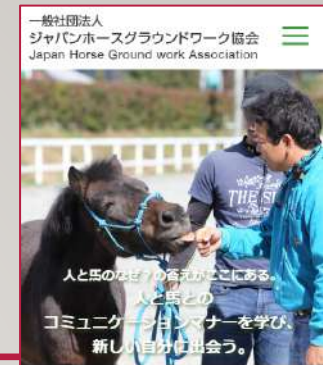 一般社団法人
ジャパンホースグラウンドワーク協会
Japan Horse Ground work Association
THE S
人と馬のなぜ？の答えがここにある。
人と馬との
コミュニケーションマナーを学び、
新しい自分に出会う。